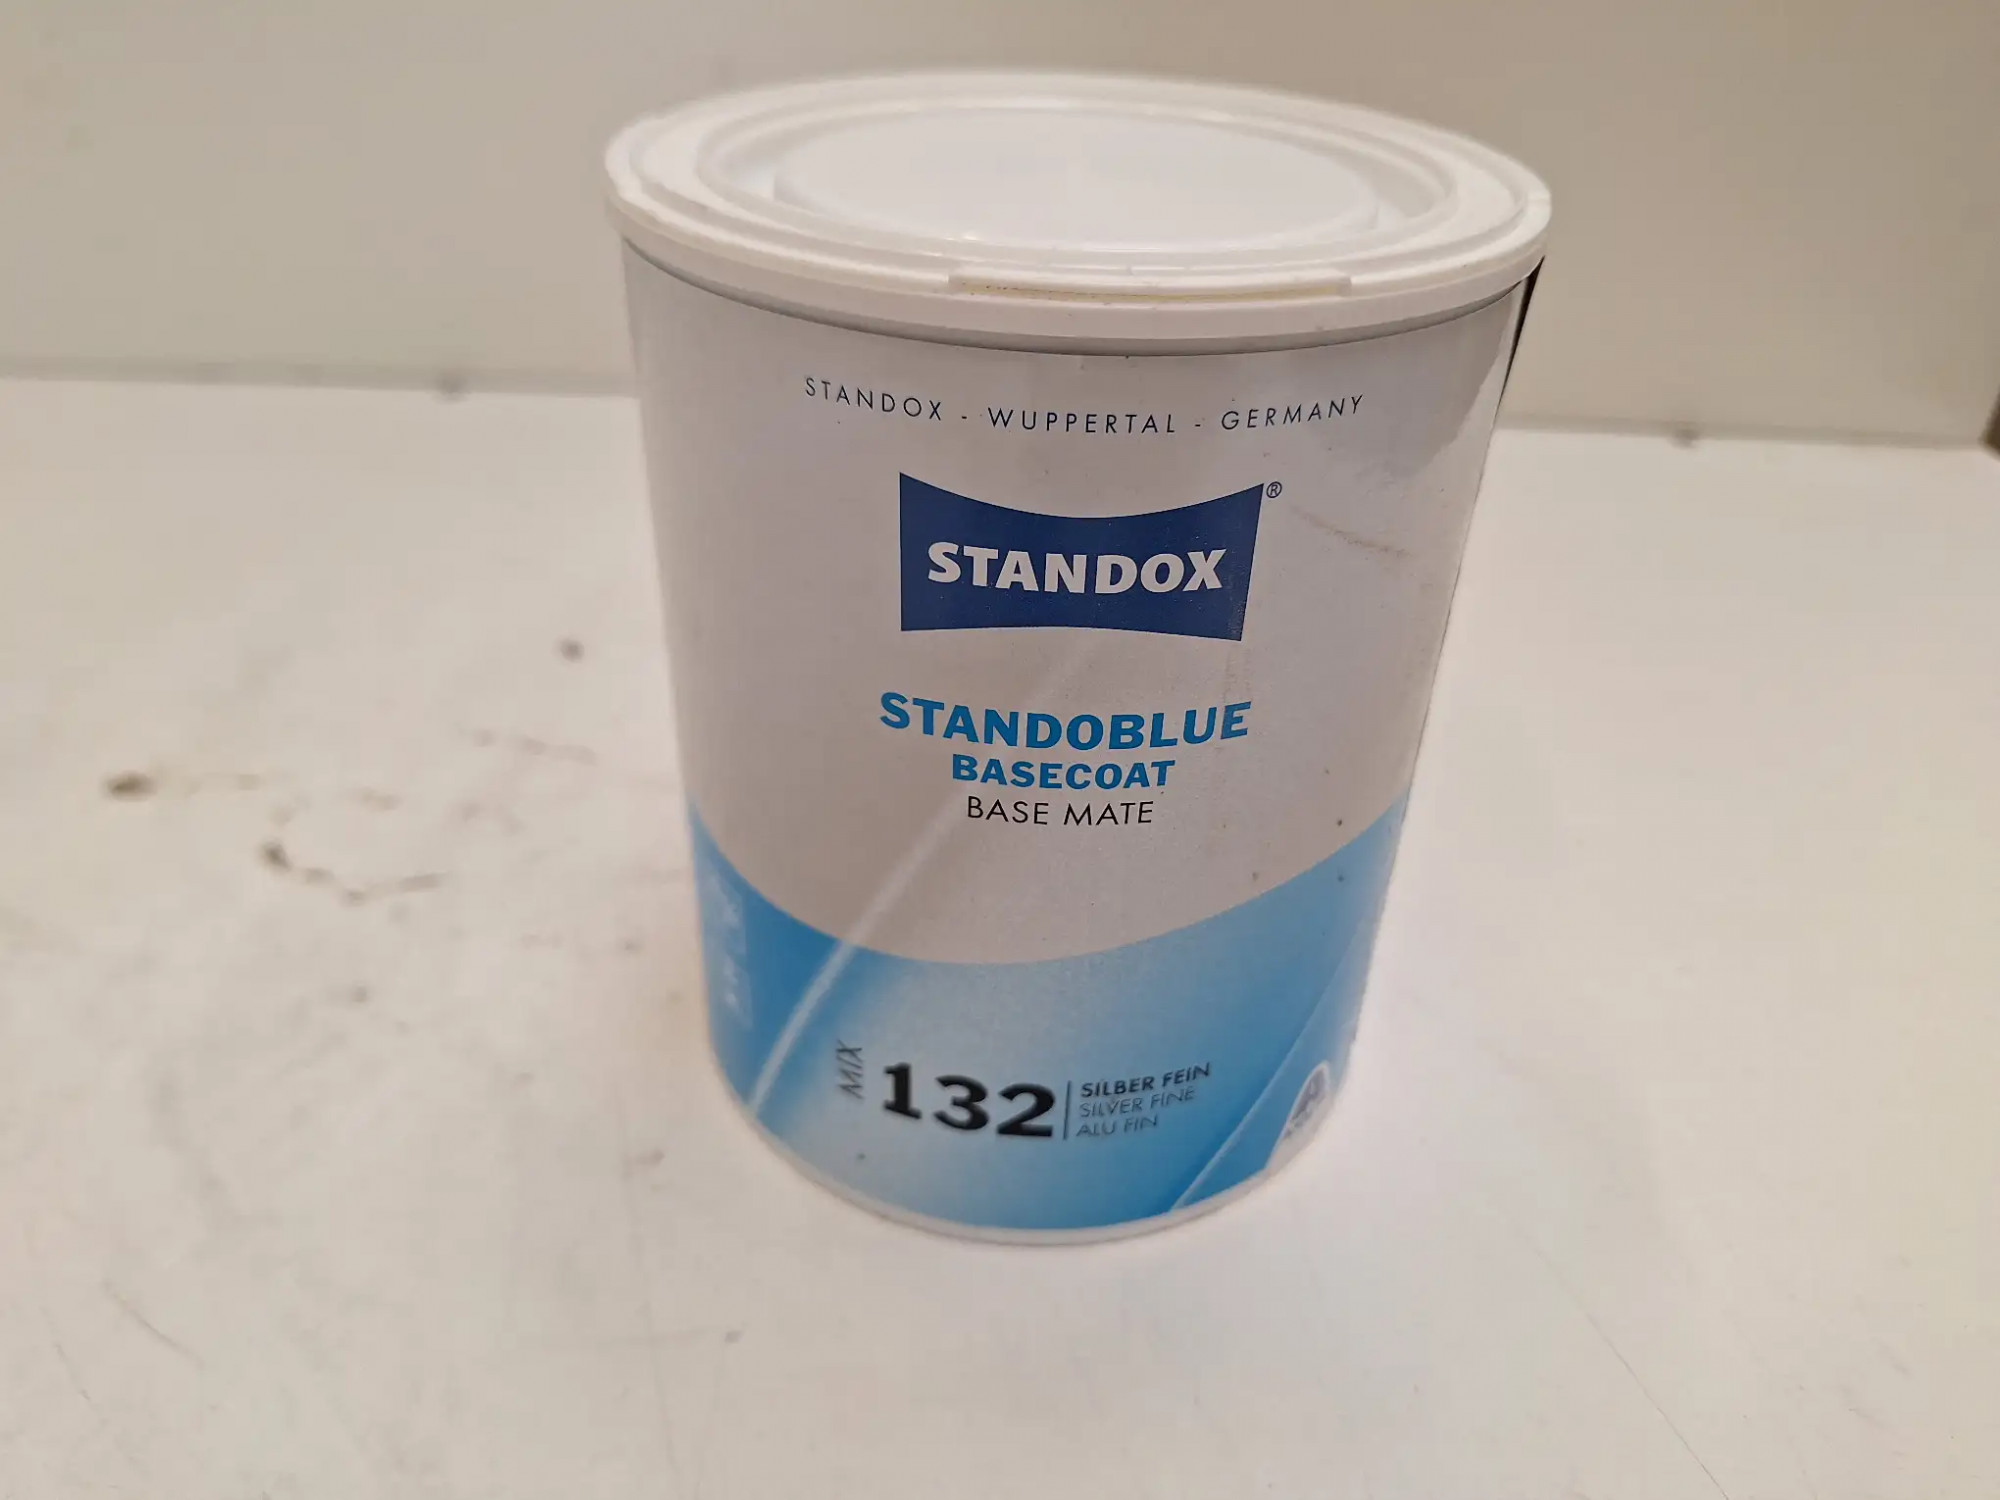 STANDOX - WUPPERTAL - GERMANY
STANDOX®
STANDOBLUE
BASECOAT
BASE MATE
MIX 132
SILBER FEIN
SILVER FINE
ALU FIN